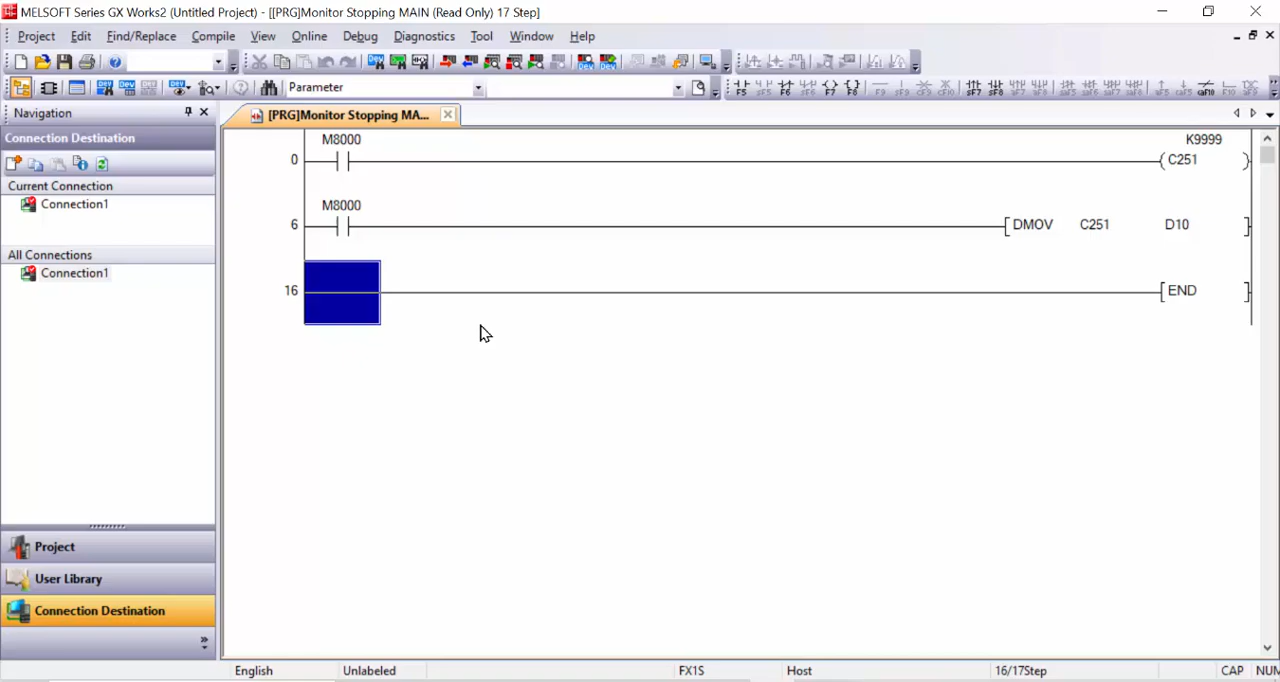 MELSOFT Series GX Works2 (Untitled Project) - [[PRG]Monitor Stopping MAIN (Read Only) 17 Step]
Project Edit Find/Replace Compile View Online Debug Diagnostics Tool Window Help
Parameter
Navigation
[PRG]Monitor Stopping MA...
Connection Destination
Current Connection
Connection1
All Connections
Connection1
Project
User Library
Connection Destination
M8000 K9999
0 C251
M8000
6 DMOV C251 D10
16 END
English Unlabeled FX1S Host 16/17Step CAP NUM